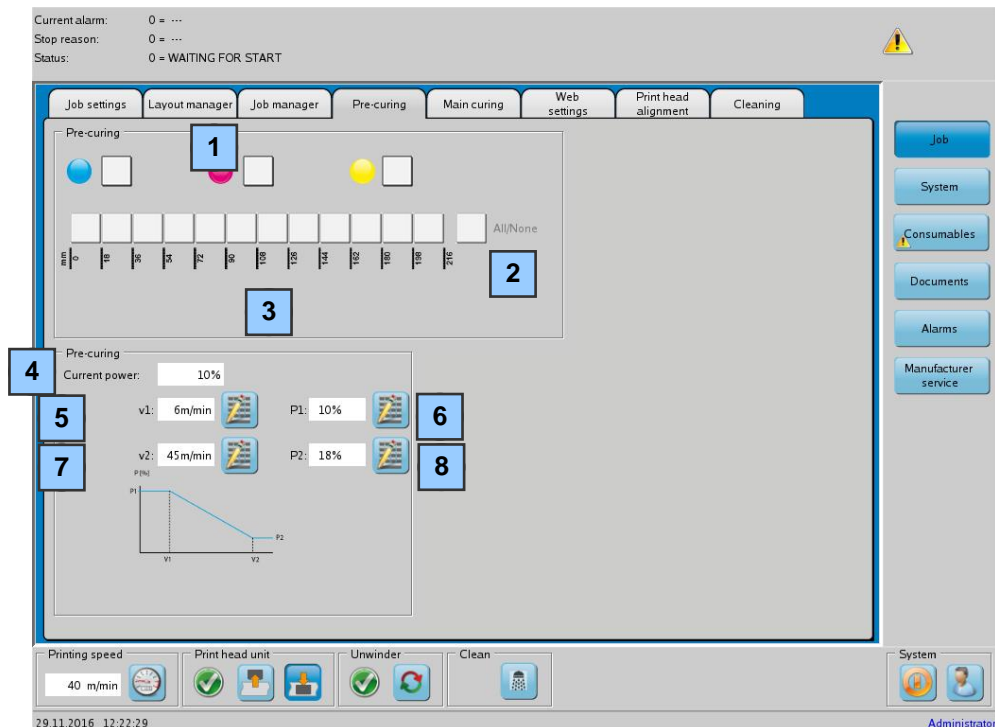 Current alarm: 0 = ---
Stop reason: 0 = ---
Status: 0 = WAITING FOR START
Job settings
Layout manager
Job manager
Pre-curing
Main curing
Web settings
Print head alignment
Cleaning
Pre-curing
1
All/None
mm 0 18 36 54 72 90 108 126 144 162 180 198 216
2
3
Pre-curing
4
Current power: 10%
5
v1: 6m/min
P1: 10%
6
7
v2: 45m/min
P2: 18%
8
P [%]
P1
P2
V1 V2
Job
System
Consumables
Documents
Alarms
Manufacturer service
Printing speed
40 m/min
Print head unit
Unwinder
Clean
System
29.11.2016 12:22:29
Administrator